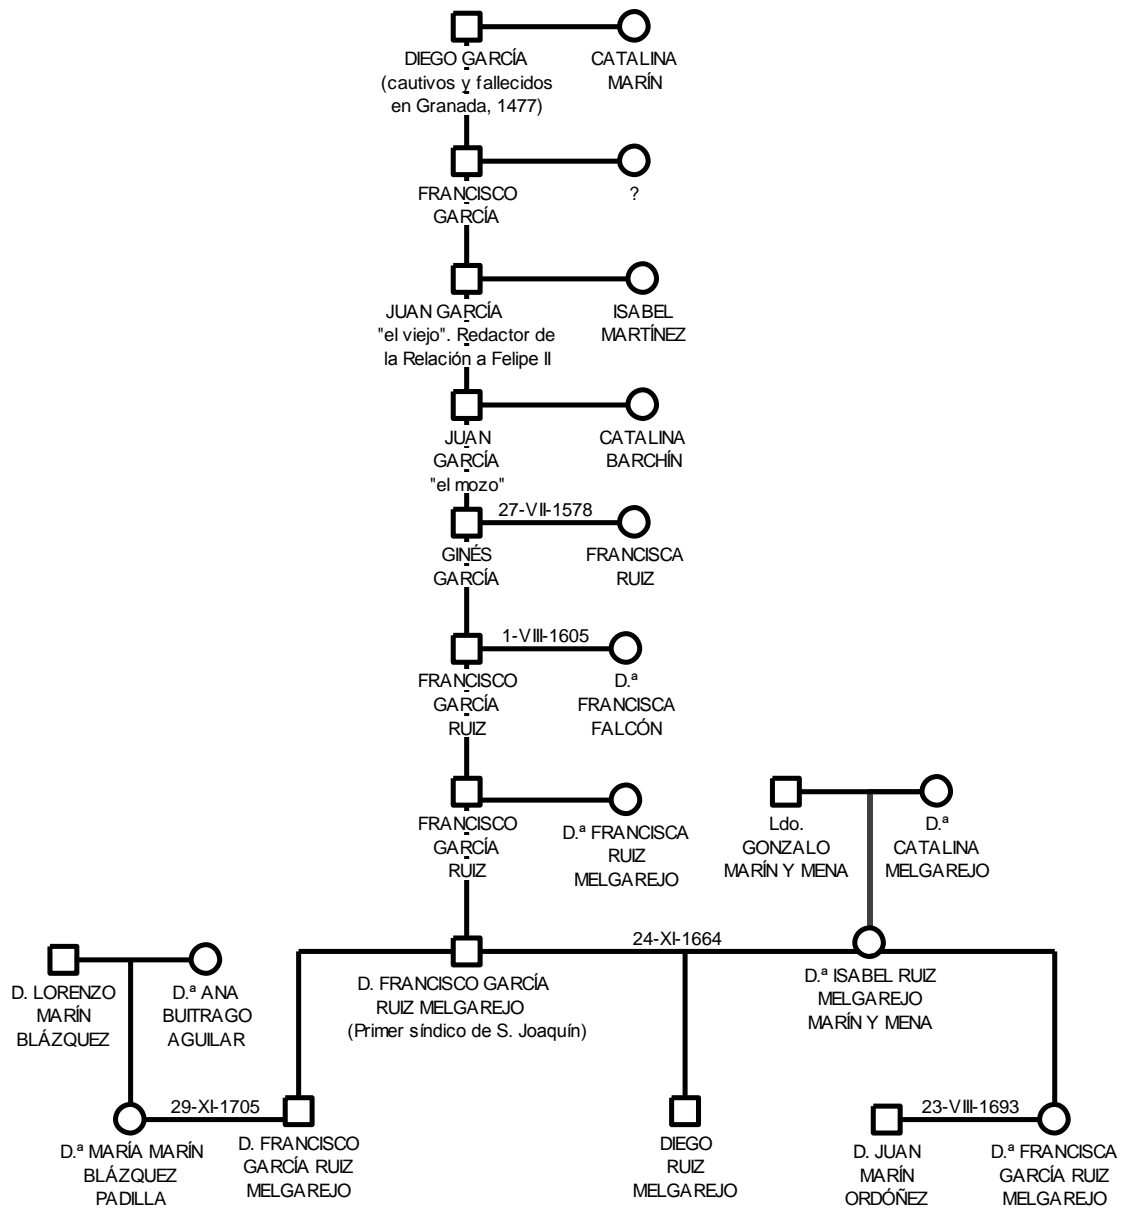 DIEGO GARCÍA
(cautivos y fallecidos
en Granada, 1477)
CATALINA
MARÍN
FRANCISCO
GARCÍA
?
JUAN GARCÍA
"el viejo". Redactor de
la Relación a Felipe II
ISABEL
MARTÍNEZ
JUAN
GARCÍA
"el mozo"
CATALINA
BARCHÍN
27-VII-1578
GINÉS
GARCÍA
FRANCISCA
RUIZ
1-VIII-1605
FRANCISCO
GARCÍA
RUIZ
D.ª
FRANCISCA
FALCÓN
FRANCISCO
GARCÍA
RUIZ
D.ª FRANCISCA
RUIZ
MELGAREJO
Ldo.
GONZALO
MARÍN Y MENA
D.ª
CATALINA
MELGAREJO
24-XI-1664
D. LORENZO
MARÍN
BLÁZQUEZ
D.ª ANA
BUITRAGO
AGUILAR
D. FRANCISCO GARCÍA
RUIZ MELGAREJO
(Primer síndico de S. Joaquín)
D.ª ISABEL RUIZ
MELGAREJO
MARÍN Y MENA
29-XI-1705
D.ª MARÍA MARÍN
BLÁZQUEZ
PADILLA
D. FRANCISCO
GARCÍA RUIZ
MELGAREJO
DIEGO
RUIZ
MELGAREJO
23-VIII-1693
D. JUAN
MARÍN
ORDÓÑEZ
D.ª FRANCISCA
GARCÍA RUIZ
MELGAREJO